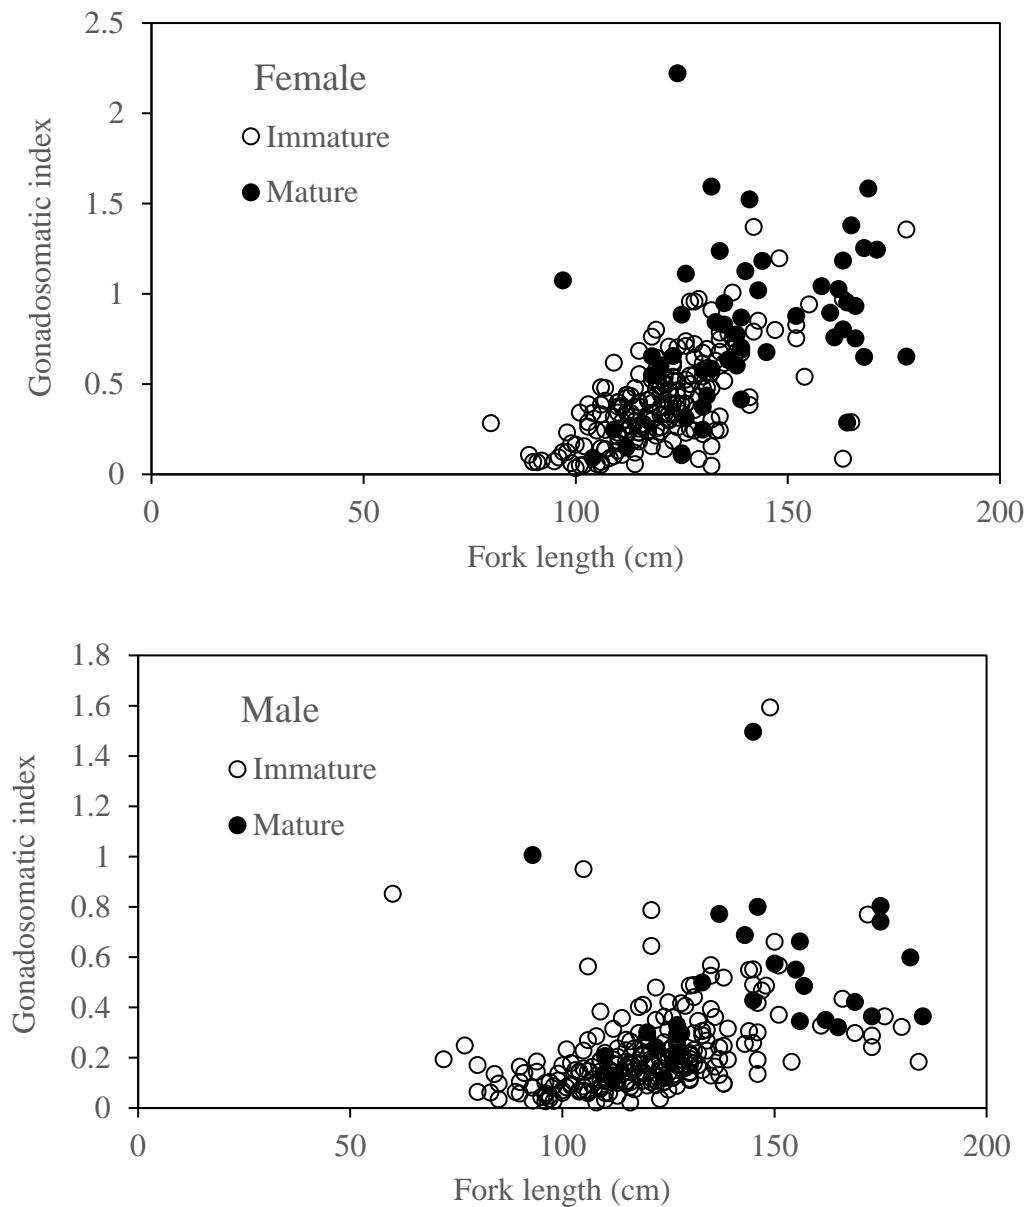 2.5
2
1.5
1
0.5
0
Gonadosomatic index
Female
Immature
Mature
0 50 100 150 200
Fork length (cm)
1.8
1.6
1.4
1.2
1
0.8
0.6
0.4
0.2
0
Gonadosomatic index
Male
Immature
Mature
0 50 100 150 200
Fork length (cm)